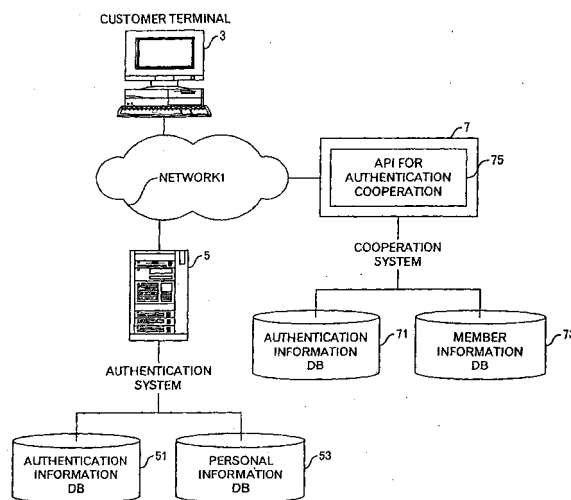 CUSTOMER TERMINAL
3
NETWORK1
7
API FOR
AUTHENTICATION
COOPERATION
75
5
COOPERATION
SYSTEM
AUTHENTICATION
INFORMATION
DB
71
MEMBER
INFORMATION
DB
73
AUTHENTICATION
SYSTEM
AUTHENTICATION
INFORMATION
DB
51
PERSONAL
INFORMATION
DB
53